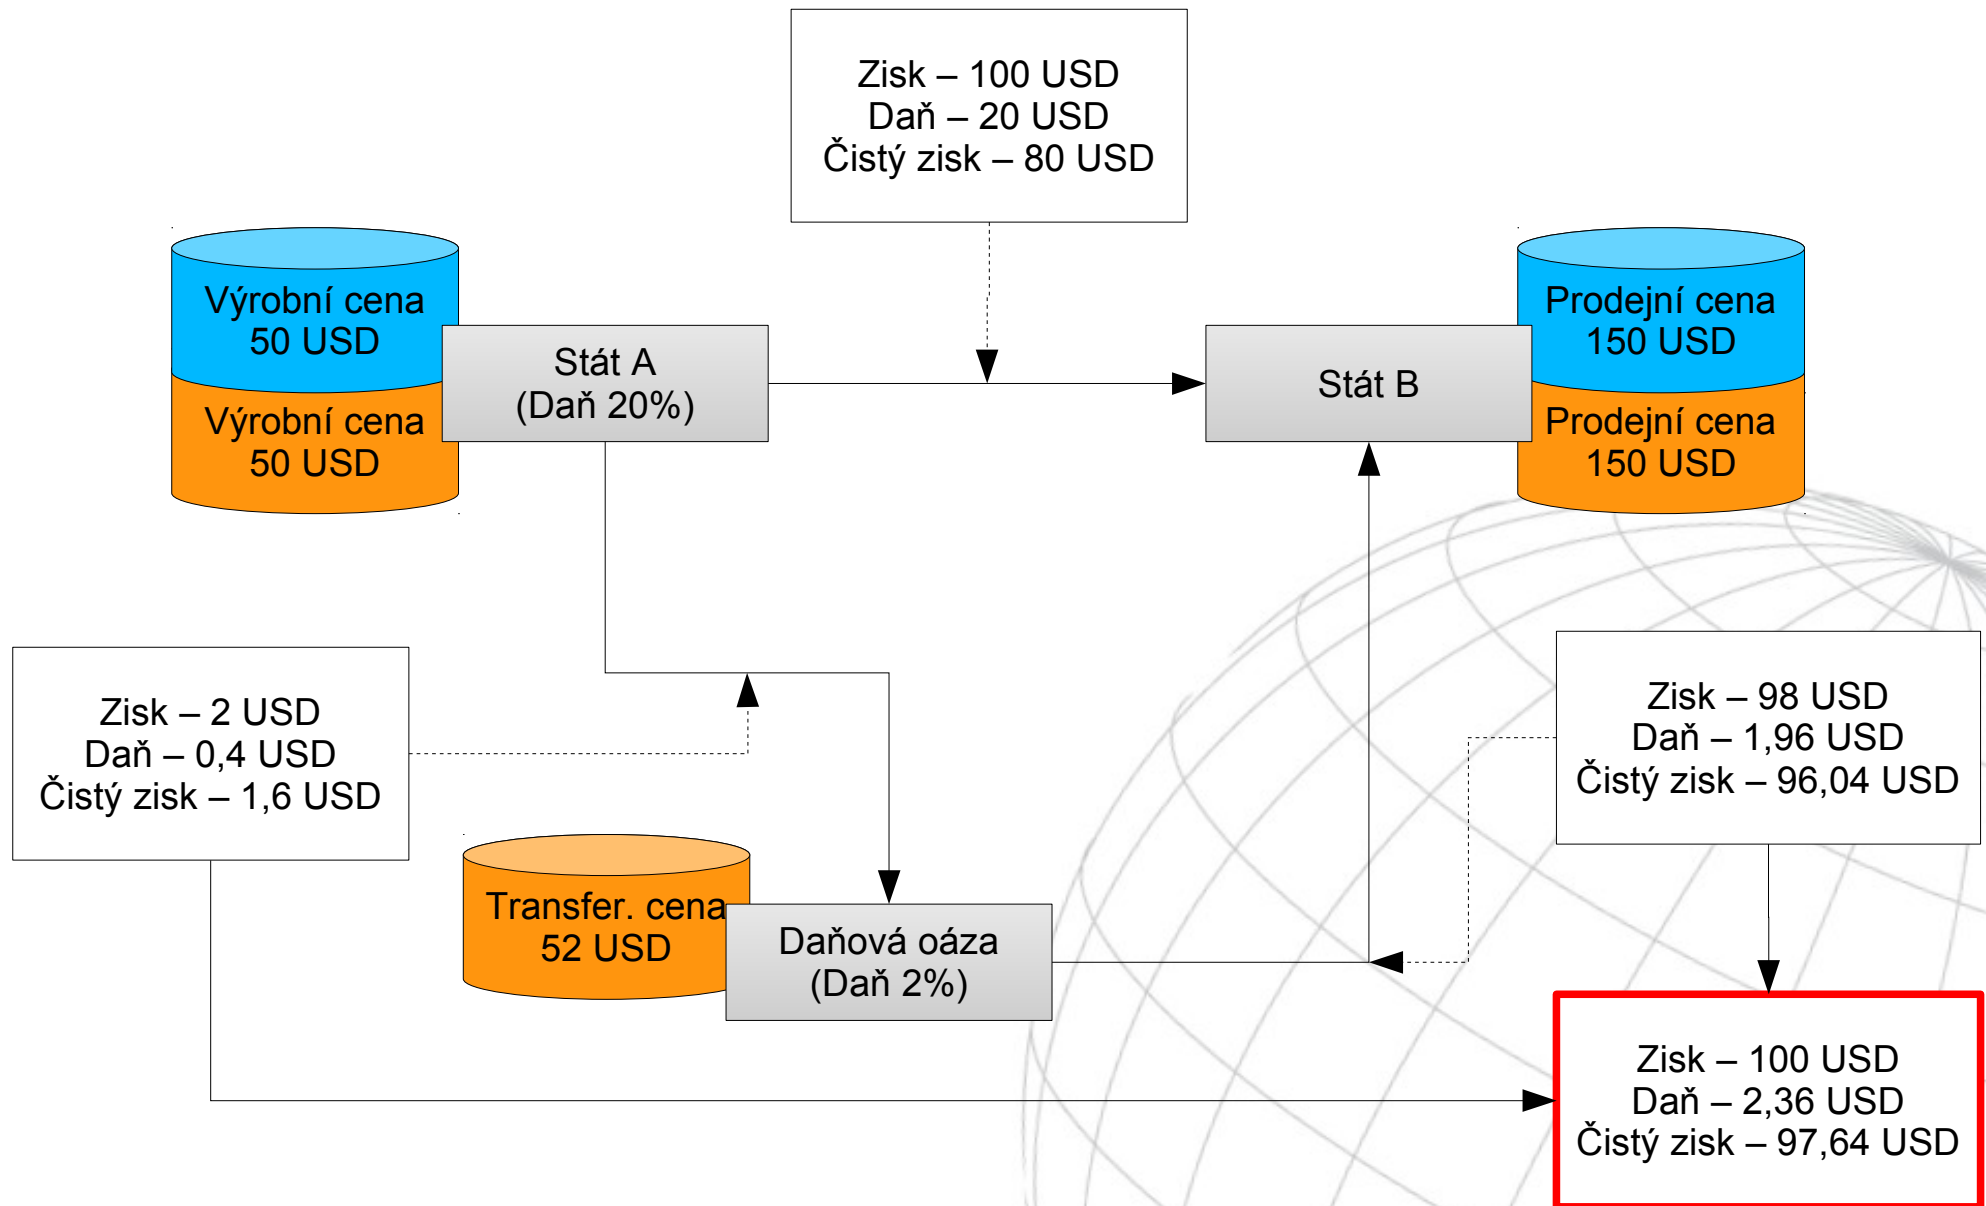 Zisk – 100 USD
Daň – 20 USD
Čistý zisk – 80 USD
Výrobní cena
50 USD
Výrobní cena
50 USD
Stát A
(Daň 20%)
Stát B
Prodejní cena
150 USD
Prodejní cena
150 USD
Zisk – 2 USD
Daň – 0,4 USD
Čistý zisk – 1,6 USD
Zisk – 98 USD
Daň – 1,96 USD
Čistý zisk – 96,04 USD
Transfer. cena
52 USD
Daňová oáza
(Daň 2%)
Zisk – 100 USD
Daň – 2,36 USD
Čistý zisk – 97,64 USD